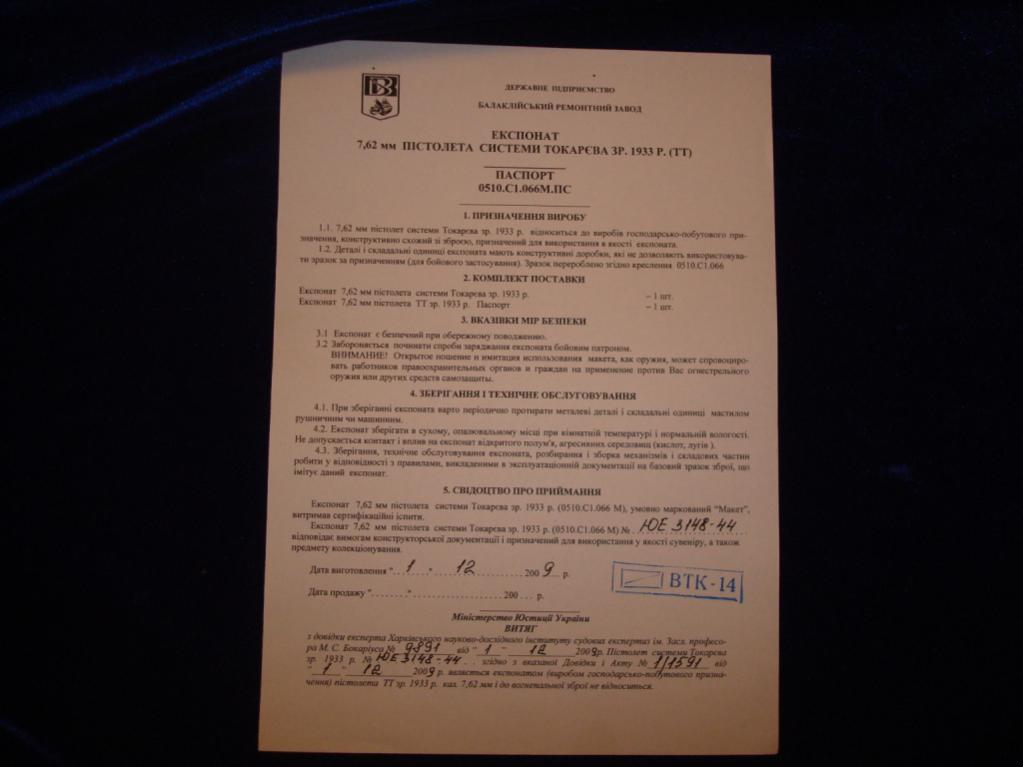 БЗ
ДЕРЖАВНЕ ПІДПРИЄМСТВО
БАЛАКЛІЙСЬКИЙ РЕМОНТНИЙ ЗАВОД
ЕКСПОНАТ
7,62 мм ПІСТОЛЕТА СИСТЕМИ ТОКАРЄВА ЗР. 1933 Р. (ТТ)
ПАСПОРТ
0510.С1.066М.ПС
1. ПРИЗНАЧЕННЯ ВИРОБУ
1.1. 7,62 мм пістолет системи Токарєва зр. 1933 р. відноситься до виробів господарсько-побутового при-
значення, конструктивно схожий зі зброєю, призначений для використання в якості експоната.
1.2. Деталі і складальні одиниці експоната мають конструктивні доробки, які не дозволяють використовува-
ти зразок за призначенням (для бойового застосування). Зразок перероблено згідно креслення 0510.С1.066
2. КОМПЛЕКТ ПОСТАВКИ
Експонат 7,62 мм пістолета системи Токарєва зр. 1933 р. – 1 шт.
Експонат 7,62 мм пістолета ТТ зр. 1933 р. Паспорт – 1 шт.
3. ВКАЗІВКИ МІР БЕЗПЕКИ
3.1 Експонат є безпечний при обережному поводженню.
3.2 Забороняється починати спроби заряджання експоната бойовим патроном.
ВНИМАНИЕ! Открытое ношение и имитация использования макета, как оружия, может спровоциро-
вать работников правоохранительных органов и граждан на применение против Вас огнестрельного
оружия или других средств самозащиты.
4. ЗБЕРІГАННЯ І ТЕХНІЧНЕ ОБСЛУГОВУВАННЯ
4.1. При зберіганні експоната варто періодично протирати металеві деталі і складальні одиниці мастилом
рушничним чи машинним.
4.2. Експонат зберігати в сухому, опалювальному місці при кімнатній температурі і нормальній вологості.
Не допускається контакт і вплив на експонат відкритого полум'я, агресивних середовищ (кислот, лугів ).
4.3. Зберігання, технічне обслуговування експоната, розбирання і зборка механізмів і складових частин
робити у відповідності з правилами, викладеними в эксплуатаційній документації на базовий зразок зброї, що
імітує даний експонат.
5. СВІДОЦТВО ПРО ПРИЙМАННЯ
Експонат 7,62 мм пістолета системи Токарєва зр. 1933 р. (0510.С1.066 М), умовно маркований "Макет",
витримав сертифікаційні іспити.
Експонат 7,62 мм пістолета системи Токарєва зр. 1933 р. (0510.С1.066 М) № ЮЕ 3148-44
відповідає вимогам конструкторської документації і призначений для використання у якості сувеніру, а також
предмету колекціонування.
Дата виготовлення "...1..."...12.......... 2009... р.
ВТК - 14
Дата продажу "......."..................... 200... р.
Міністерство Юстиції України
ВИТЯГ
з довідки експерта Харківського науково-дослідного інституту судових експертиз ім. Засл. професо-
ра М. С. Бокаріуса № 9891 від " 1 " 12 2009р. Пістолет системи Токарєва
зр. 1933 р. № ЮЕ 3148-44 . . згідно з вказаної Довідки і Акту № 1/1591 від
" 1 " 12 2009 р. являється експонатом (виробом господарсько-побутового призна-
чення) пістолета ТТ зр. 1933 р. кал. 7,62 мм і до вогнепальної зброї не відноситься.